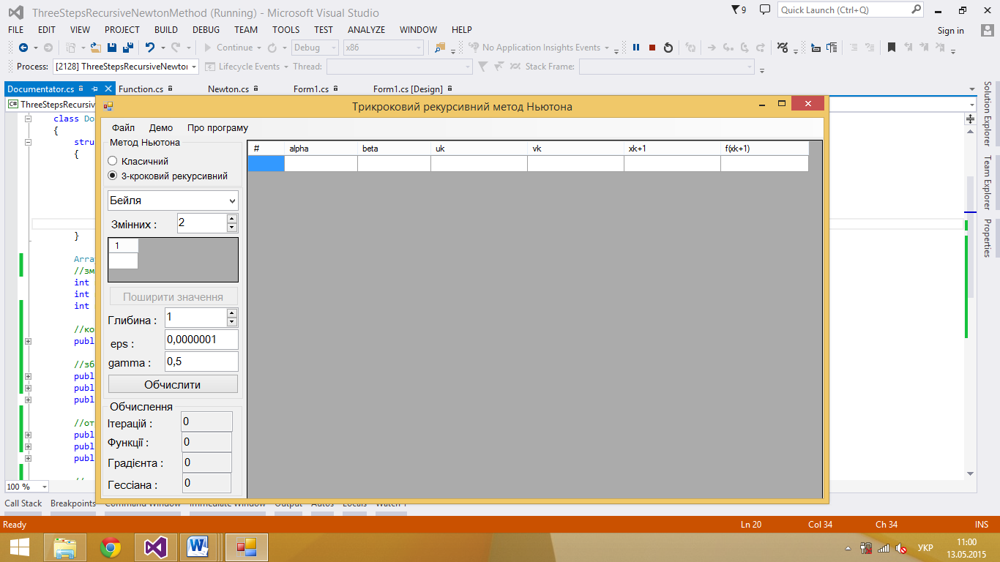 ThreeStepsRecursiveNewtonMethod (Running) - Microsoft Visual Studio
9
Quick Launch (Ctrl+Q)
FILE EDIT VIEW PROJECT BUILD DEBUG TEAM TOOLS TEST ANALYZE WINDOW HELP
Sign in
Continue Debug x86 No Application Insights Events
Process: [2128] ThreeStepsRecursiveNewton Lifecycle Events Thread: Stack Frame:
Documentator.cs Function.cs Newton.cs Form1.cs Form1.cs [Design]
C# ThreeStepsRecursiv
class Do
{
stru
{
}
Array
//зм
int
int
int
//ко
publ
//зб
publ
publ
publ
//от
publ
publ
publ
//
100 %
Трикроковий рекурсивний метод Ньютона
Файл Демо Про програму
Метод Ньютона
Класичний
3-кроковий рекурсивний
Бейля
Змінних : 2
1
Поширити значення
Глибина : 1
eps : 0,0000001
gamma : 0,5
Обчислити
Обчислення
Ітерацій : 0
Функції : 0
Градієнта : 0
Гессіана : 0
# alpha beta uk vk xk+1 f(xk+1)
Solution Explorer
Team Explorer
Properties
Call Stack Breakpoints Command Window Immediate Window Output Autos Locals Watch 1
Ready Ln 20 Col 34 Ch 34 INS
УКР
11:00
13.05.2015